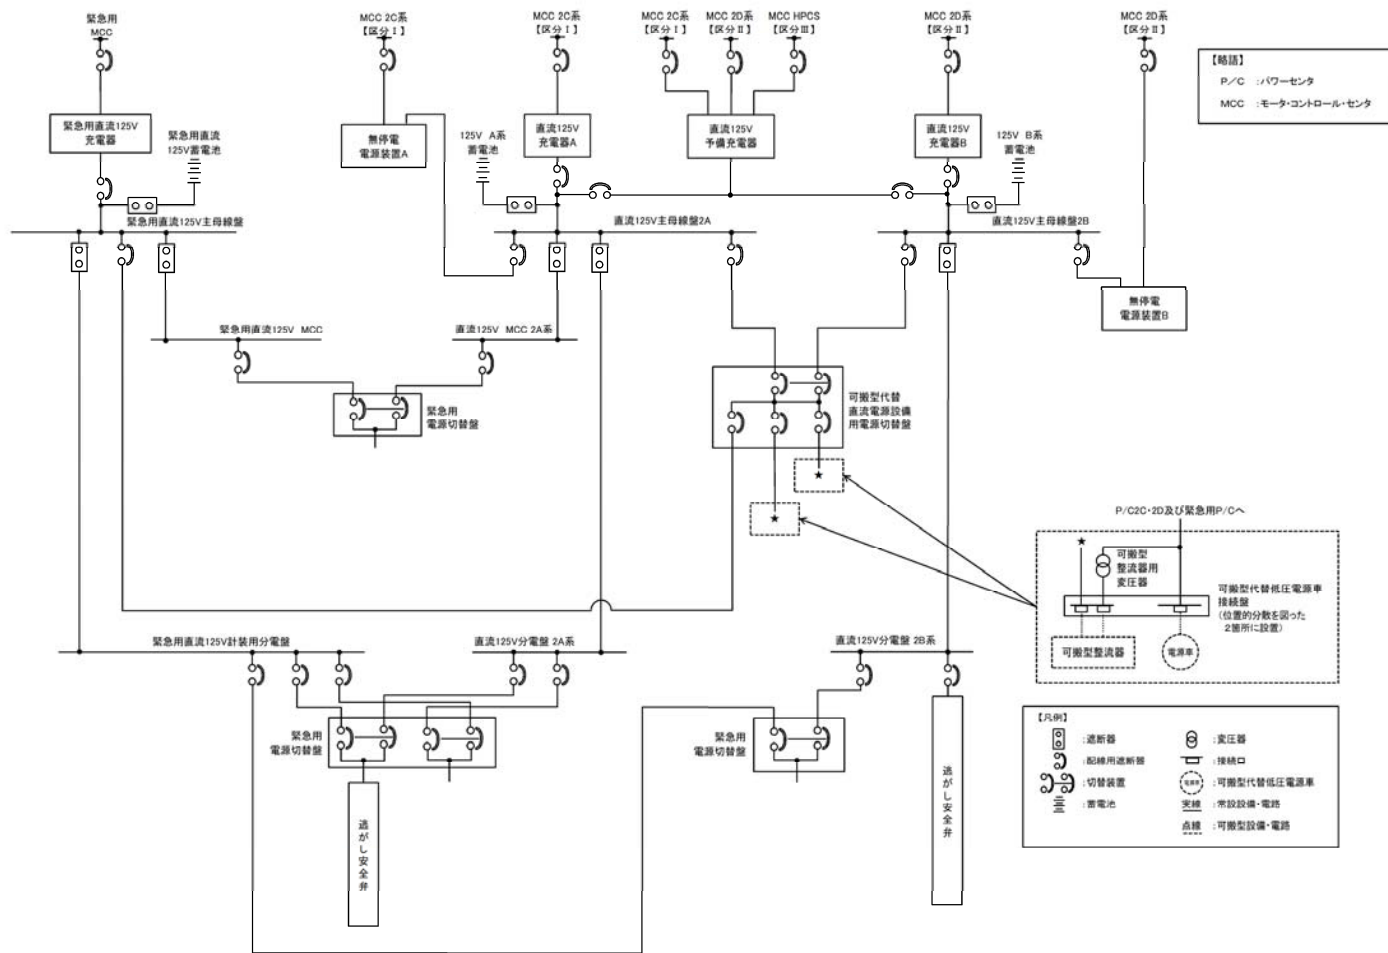 緊急用
MCC
MCC 2C系
【区分Ⅰ】
MCC 2C系
【区分Ⅰ】
MCC 2C系
【区分Ⅰ】
MCC 2D系
【区分Ⅱ】
MCC HPCS
【区分Ⅲ】
MCC 2D系
【区分Ⅱ】
MCC 2D系
【区分Ⅱ】
【略語】
P/C :パワーセンタ
MCC :モータ・コントロール・センタ
緊急用直流125V
充電器
緊急用直流
125V蓄電池
無停電
電源装置A
125V A系
蓄電池
直流125V
充電器A
直流125V
予備充電器
直流125V
充電器B
125V B系
蓄電池
緊急用直流125V主母線盤
直流125V主母線盤2A
直流125V主母線盤2B
無停電
電源装置B
緊急用直流125V MCC
直流125V MCC 2A系
緊急用
電源切替盤
可搬型代替
直流電源設備
用電源切替盤
★
★
P/C2C・2D及び緊急用P/Cへ
★
可搬型
整流器用
変圧器
可搬型代替低圧電源車
接続盤
(位置的分散を図った
2箇所に設置)
可搬型整流器
電源車
緊急用直流125V計装用分電盤
直流125V分電盤 2A系
直流125V分電盤 2B系
緊急用
電源切替盤
緊急用
電源切替盤
逃がし安全弁
逃がし安全弁
【凡例】
:遮断器
:配線用遮断器
:切替装置
:蓄電池
:変圧器
:接続口
電源車 :可搬型代替低圧電源車
実線 :常設設備・電路
点線 :可搬型設備・電路